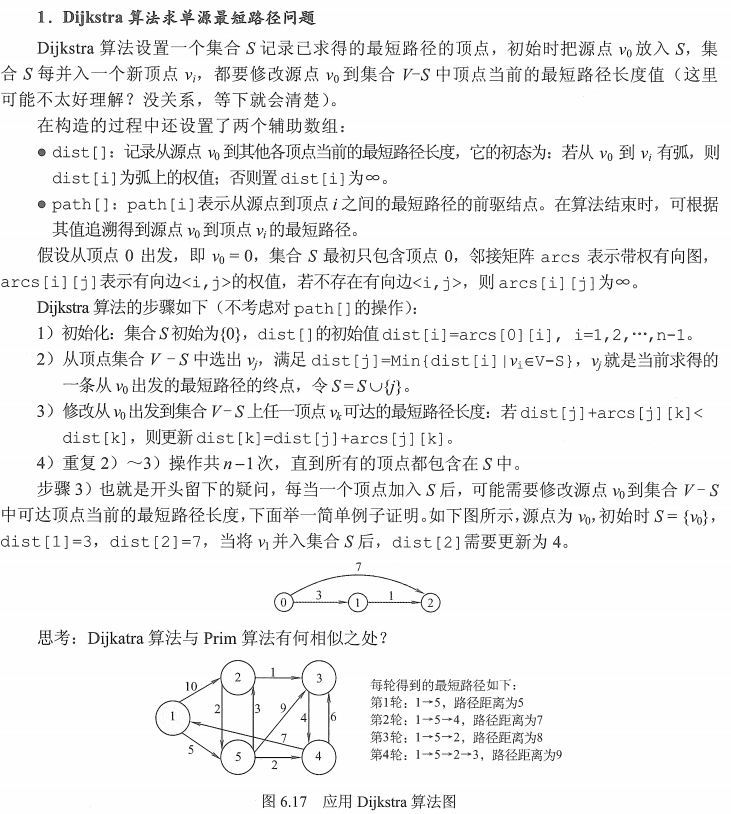 1．Dijkstra 算法求单源最短路径问题
Dijkstra 算法设置一个集合 S 记录已求得的最短路径的顶点，初始时把源点 v₀ 放入 S，集
合 S 每并入一个新顶点 vᵢ，都要修改源点 v₀ 到集合 V-S 中顶点当前的最短路径长度值（这里
可能不太好理解？没关系，等下就会清楚）。
在构造的过程中还设置了两个辅助数组：
● dist[]：记录从源点 v₀ 到其他各顶点当前的最短路径长度，它的初态为：若从 v₀ 到 vᵢ 有弧，则
dist[i]为弧上的权值；否则置 dist[i]为∞。
● path[]：path[i]表示从源点到顶点 i 之间的最短路径的前驱结点。在算法结束时，可根据
其值追溯得到源点 v₀ 到顶点 vᵢ 的最短路径。
假设从顶点 0 出发，即 v₀ = 0，集合 S 最初只包含顶点 0，邻接矩阵 arcs 表示带权有向图，
arcs[i][j]表示有向边<i,j>的权值，若不存在有向边<i,j>，则 arcs[i][j]为∞。
Dijkstra 算法的步骤如下（不考虑对 path[]的操作）：
1）初始化：集合 S 初始为{0}，dist[]的初始值 dist[i]=arcs[0][i]，i=1,2,…,n-1。
2）从顶点集合 V - S 中选出 vⱼ，满足 dist[j]=Min{dist[i]|vᵢ∈V-S}，vⱼ 就是当前求得的
一条从 v₀ 出发的最短路径的终点，令 S = S∪{j}。
3）修改从 v₀ 出发到集合 V - S 上任一顶点 vₖ 可达的最短路径长度：若 dist[j]+arcs[j][k]<
dist[k]，则更新 dist[k]=dist[j]+arcs[j][k]。
4）重复 2）～3）操作共 n-1 次，直到所有的顶点都包含在 S 中。
步骤 3）也就是开头留下的疑问，每当一个顶点加入 S 后，可能需要修改源点 v₀ 到集合 V - S
中可达顶点当前的最短路径长度，下面举一简单例子证明。如下图所示，源点为 v₀，初始时 S = {v₀}，
dist[1]=3，dist[2]=7，当将 v₁ 并入集合 S 后，dist[2]需要更新为 4。
7
0 3 1 1 2
思考：Dijkatra 算法与 Prim 算法有何相似之处？
2 1 3
10
1 2 3 9 4 6
7
5 5 2 4
每轮得到的最短路径如下：
第1轮：1→5，路径距离为5
第2轮：1→5→4，路径距离为7
第3轮：1→5→2，路径距离为8
第4轮：1→5→2→3，路径距离为9
图 6.17 应用 Dijkstra 算法图